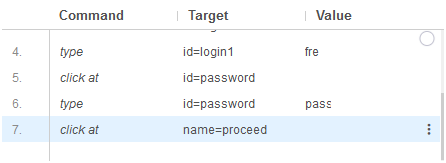 Command Target Value
4. type id=login1 fre
5. click at id=password
6. type id=password pass
7. click at name=proceed